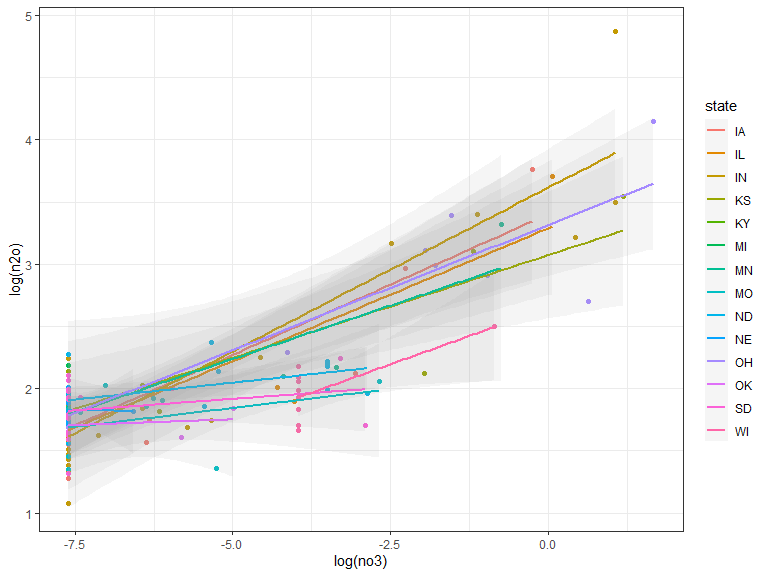 5
4
3
2
1
log(n2o)
-7.5
-5.0
-2.5
0.0
log(no3)
state
IA
IL
IN
KS
KY
MI
MN
MO
ND
NE
OH
OK
SD
WI